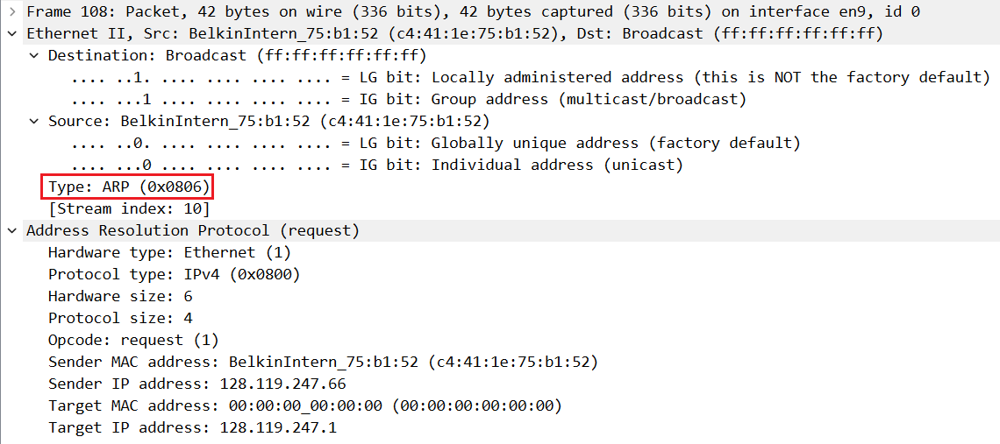 Frame 108: Packet, 42 bytes on wire (336 bits), 42 bytes captured (336 bits) on interface en9, id 0
Ethernet II, Src: BelkinIntern_75:b1:52 (c4:41:1e:75:b1:52), Dst: Broadcast (ff:ff:ff:ff:ff:ff)
Destination: Broadcast (ff:ff:ff:ff:ff:ff)
.... ..1. .... .... .... .... = LG bit: Locally administered address (this is NOT the factory default)
.... ...1 .... .... .... .... = IG bit: Group address (multicast/broadcast)
Source: BelkinIntern_75:b1:52 (c4:41:1e:75:b1:52)
.... ..0. .... .... .... .... = LG bit: Globally unique address (factory default)
.... ...0 .... .... .... .... = IG bit: Individual address (unicast)
Type: ARP (0x0806)
[Stream index: 10]
Address Resolution Protocol (request)
Hardware type: Ethernet (1)
Protocol type: IPv4 (0x0800)
Hardware size: 6
Protocol size: 4
Opcode: request (1)
Sender MAC address: BelkinIntern_75:b1:52 (c4:41:1e:75:b1:52)
Sender IP address: 128.119.247.66
Target MAC address: 00:00:00_00:00:00 (00:00:00:00:00:00)
Target IP address: 128.119.247.1